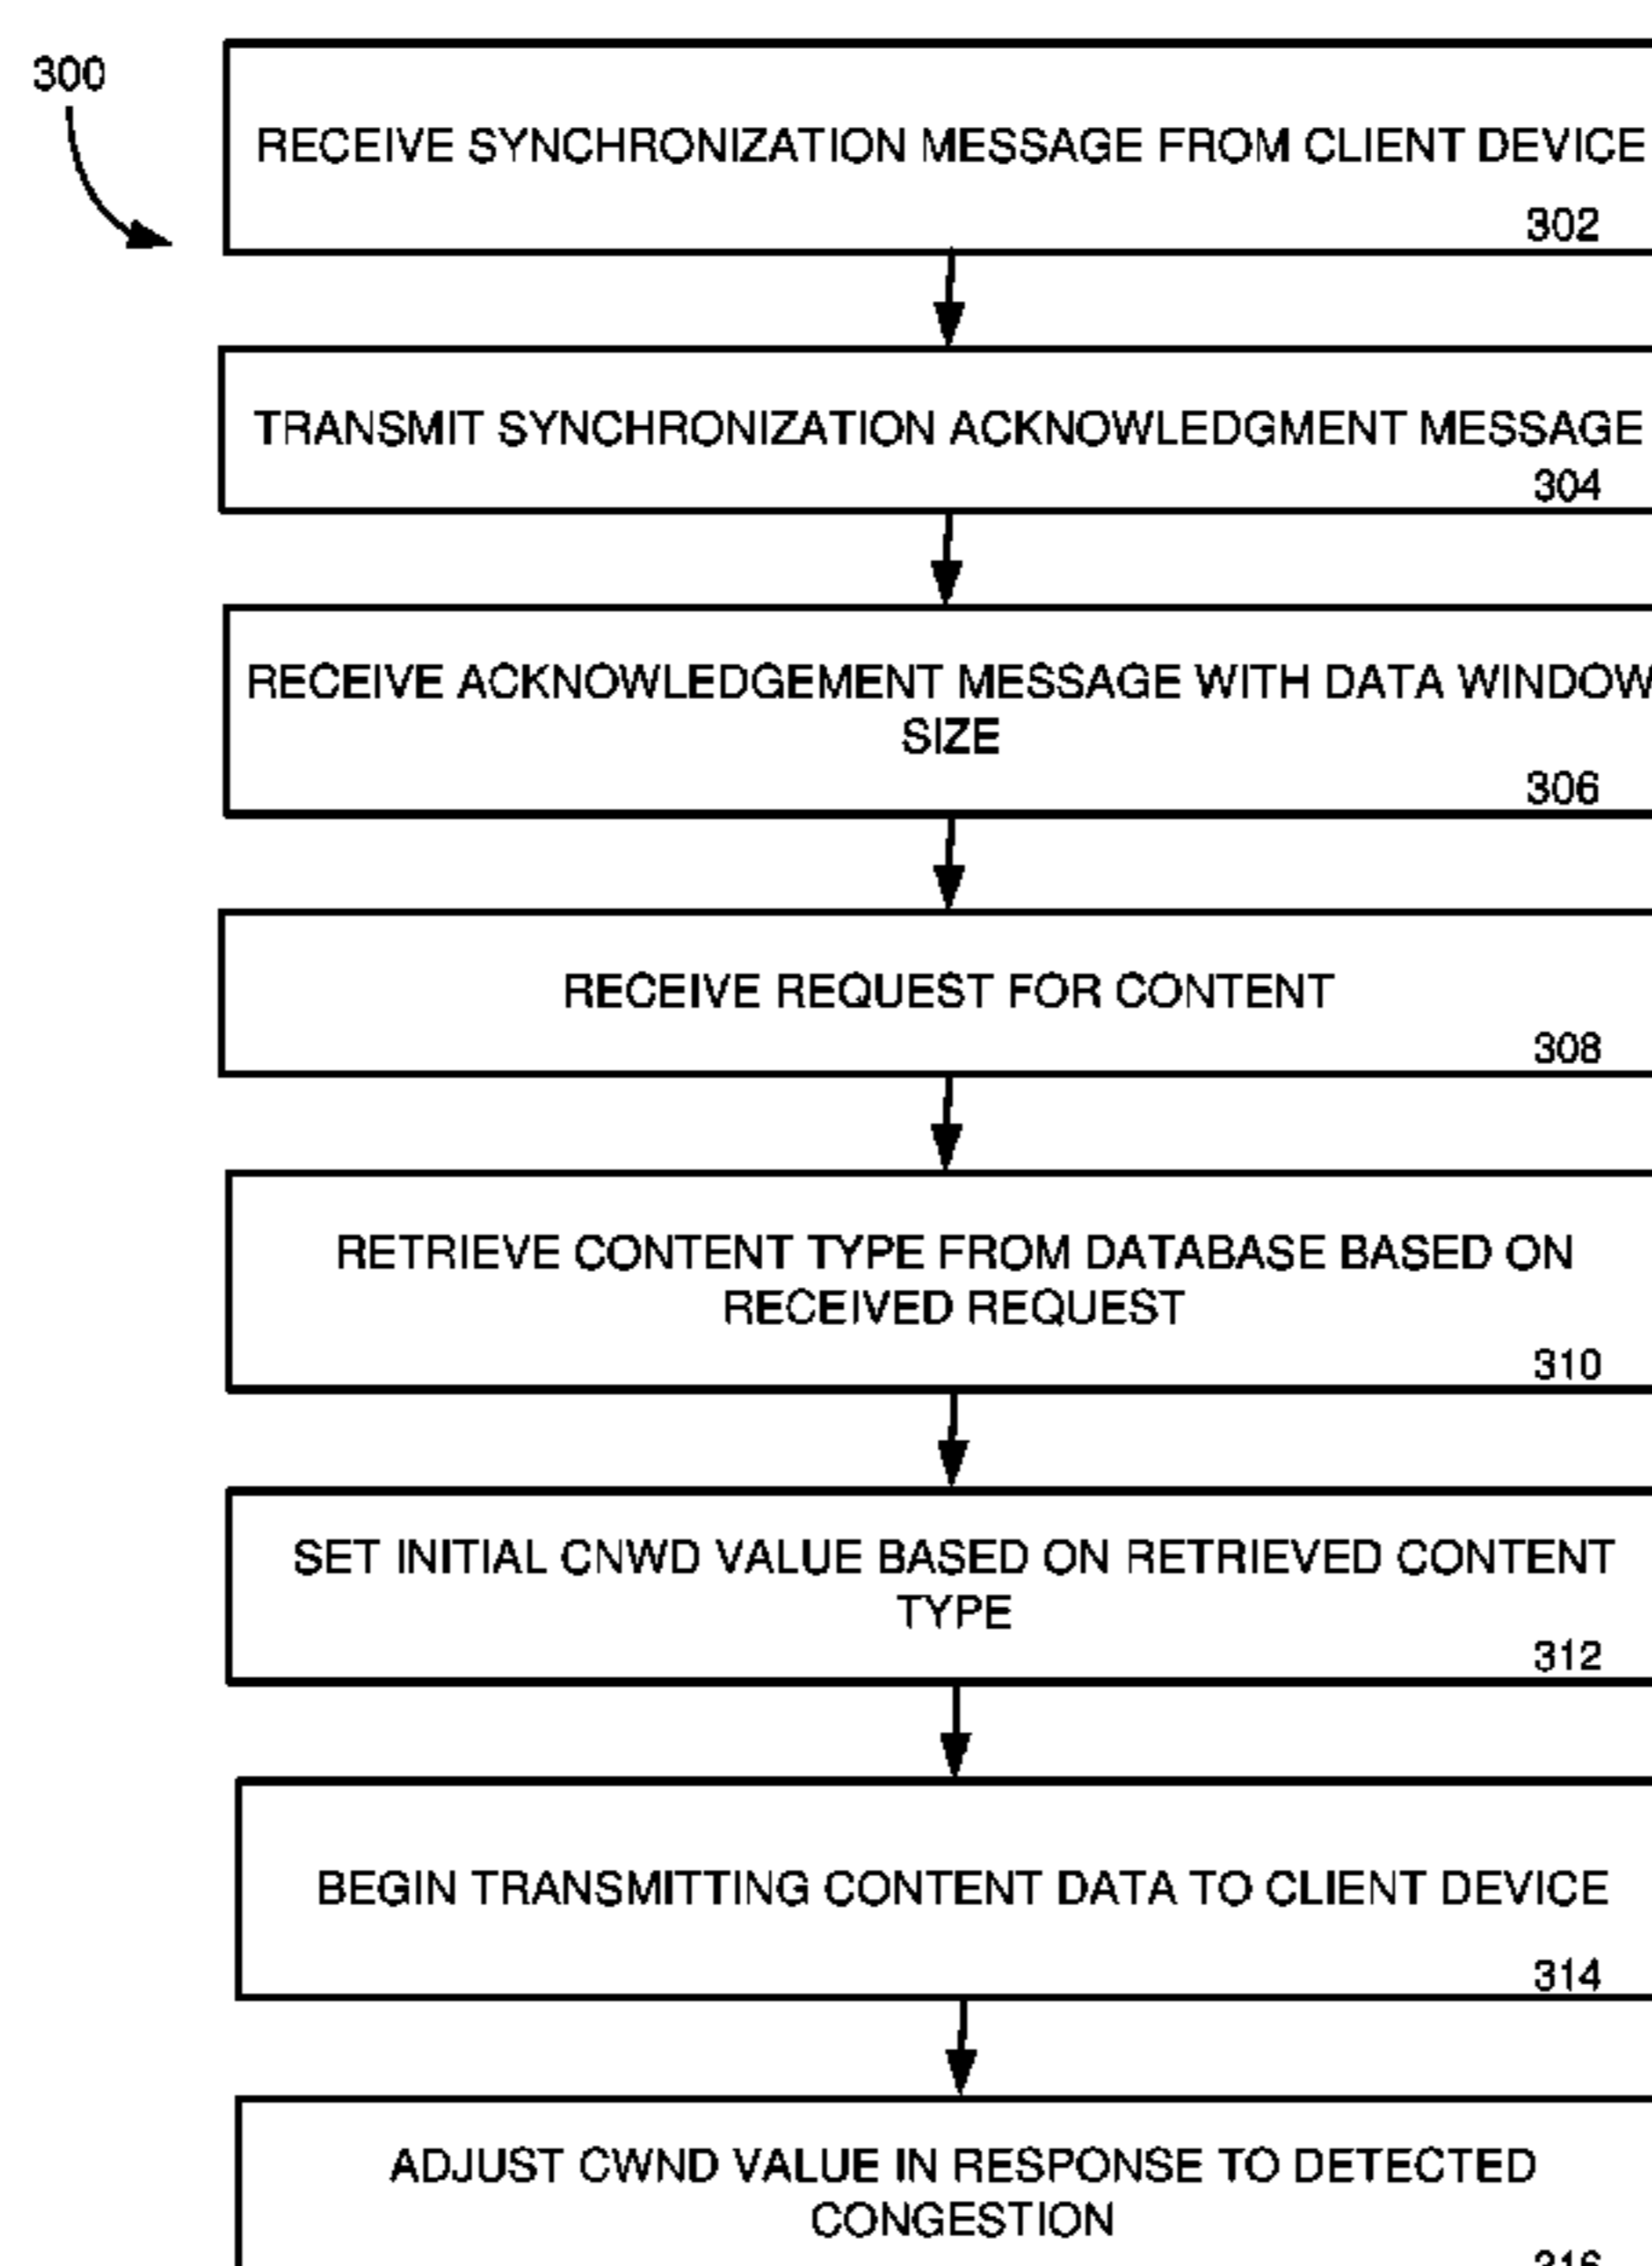 300
RECEIVE SYNCHRONIZATION MESSAGE FROM CLIENT DEVICE
302
TRANSMIT SYNCHRONIZATION ACKNOWLEDGMENT MESSAGE
304
RECEIVE ACKNOWLEDGEMENT MESSAGE WITH DATA WINDOW
SIZE
306
RECEIVE REQUEST FOR CONTENT
308
RETRIEVE CONTENT TYPE FROM DATABASE BASED ON
RECEIVED REQUEST
310
SET INITIAL CNWD VALUE BASED ON RETRIEVED CONTENT
TYPE
312
BEGIN TRANSMITTING CONTENT DATA TO CLIENT DEVICE
314
ADJUST CWND VALUE IN RESPONSE TO DETECTED
CONGESTION
316